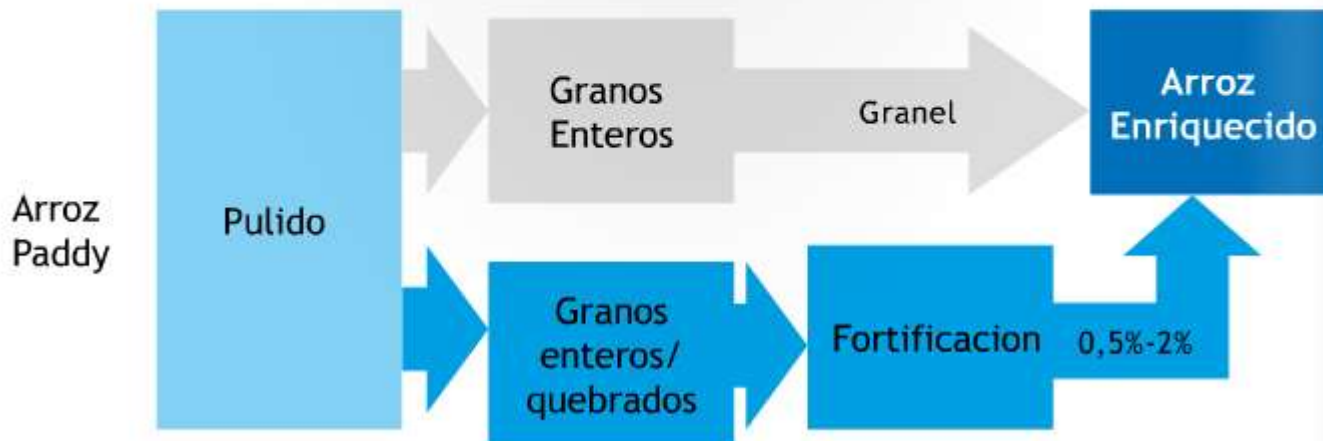 Arroz
Paddy
Pulido
Granos
Enteros
Granel
Arroz
Enriquecido
Granos
enteros/
quebrados
Fortificacion
0,5%-2%